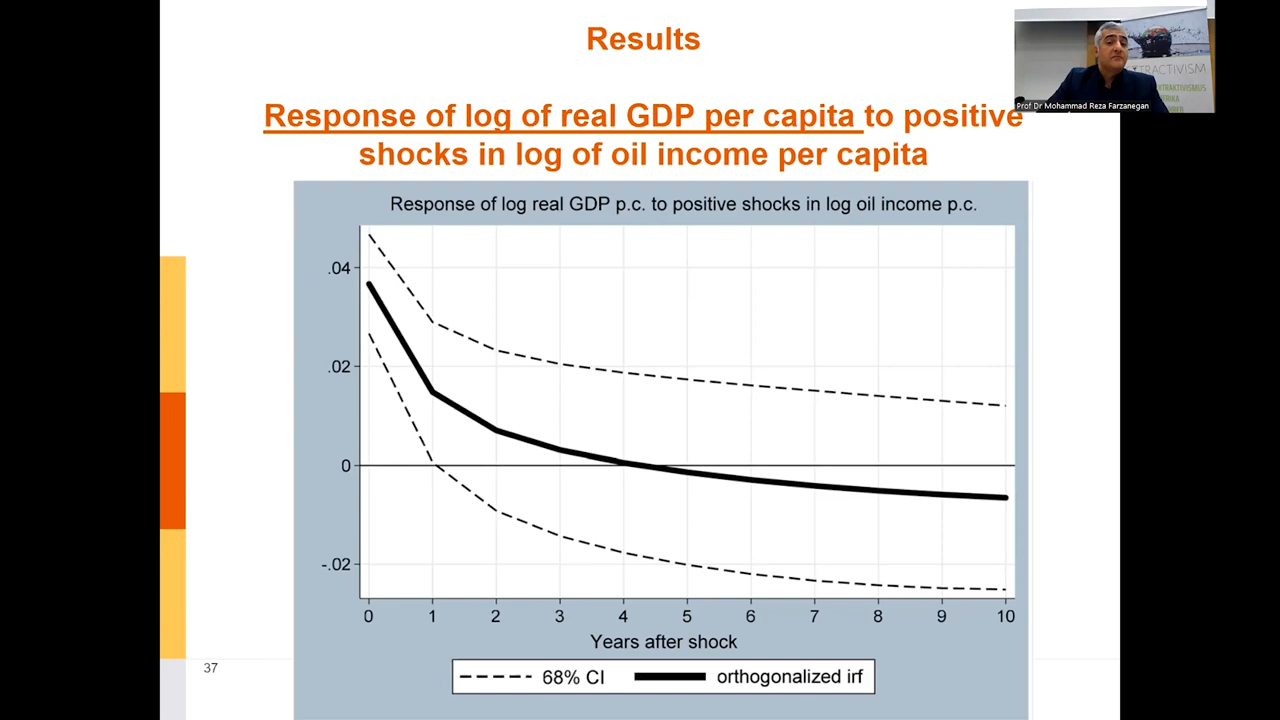 Results
Response of log of real GDP per capita to positive
shocks in log of oil income per capita
Prof Dr Mohammad Reza Farzanegan
Response of log real GDP p.c. to positive shocks in log oil income p.c.
.04
.02
0
-.02
0 1 2 3 4 5 6 7 8 9 10
Years after shock
68% CI orthogonalized irf
37